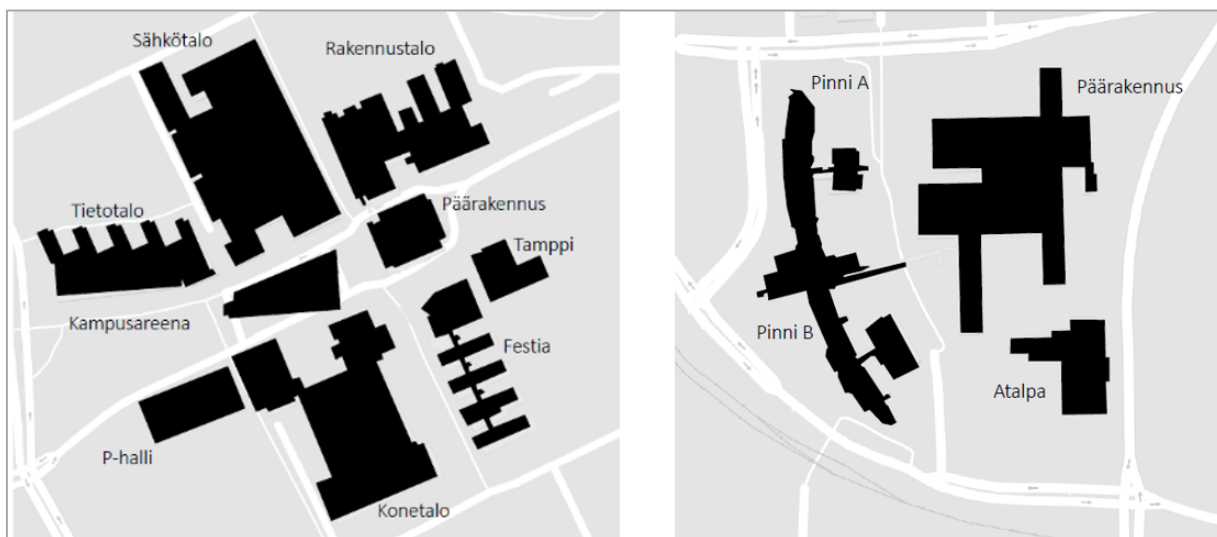 Sähkötalo
Rakennustalo
Tietotalo
Päärakennus
Tamppi
Kampusareena
Festia
P-halli
Konetalo
Pinni A
Päärakennus
Pinni B
Atalpa